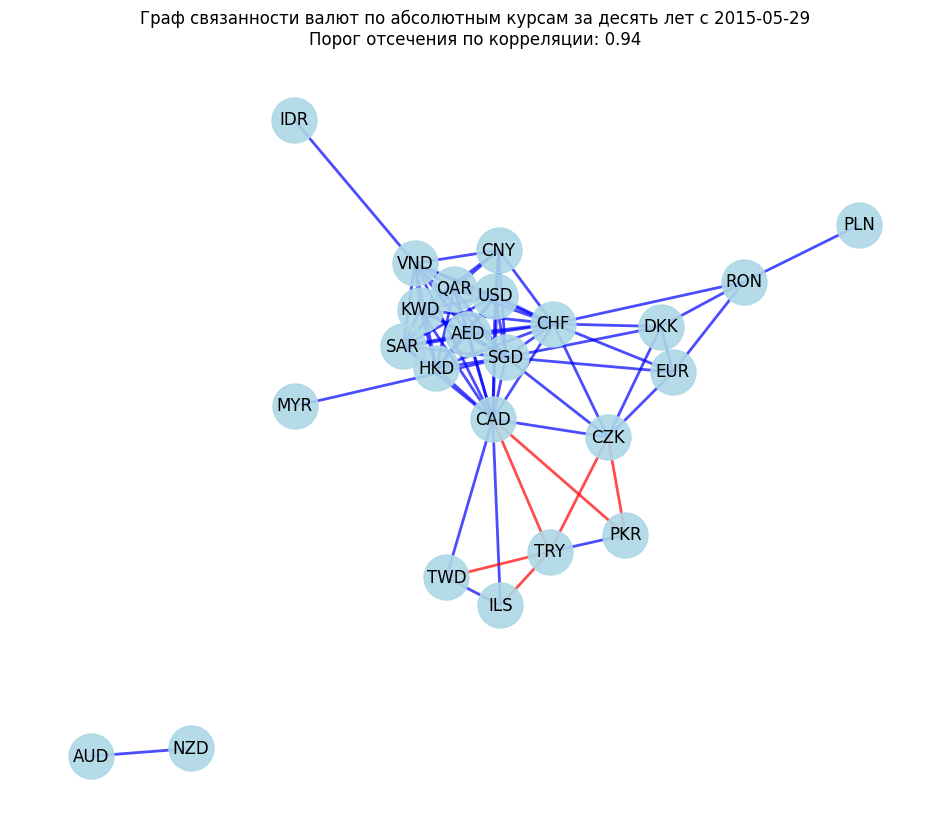 Граф связанности валют по абсолютным курсам за десять лет с 2015-05-29
Порог отсечения по корреляции: 0.94
IDR
PLN
CNY
VND
RON
QAR
USD
KWD
CHF
DKK
AED
SAR
SGD
HKD
EUR
MYR
CAD
CZK
PKR
TRY
TWD
ILS
NZD
AUD